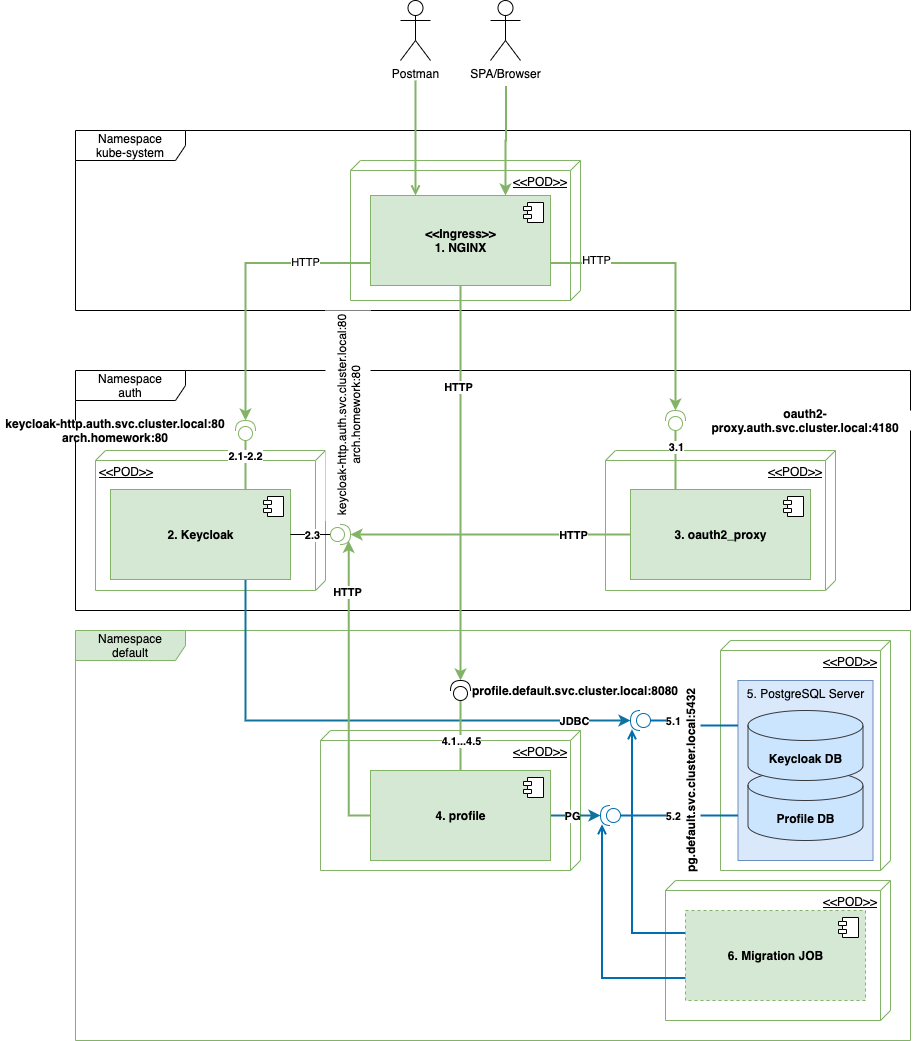 Postman
SPA/Browser
Namespace
kube-system
<<POD>>
<<Ingress>>
1. NGINX
HTTP
HTTP
keycloak-http.auth.svc.cluster.local:80
arch.homework:80
HTTP
Namespace
auth
keycloak-http.auth.svc.cluster.local:80
arch.homework:80
oauth2-
proxy.auth.svc.cluster.local:4180
2.1-2.2
3.1
<<POD>>
<<POD>>
2. Keycloak
2.3
HTTP
3. oauth2_proxy
HTTP
Namespace
default
<<POD>>
profile.default.svc.cluster.local:8080
pg.default.svc.cluster.local:5432
5. PostgreSQL Server
JDBC
5.1
4.1...4.5
<<POD>>
Keycloak DB
4. profile
PG
5.2
Profile DB
<<POD>>
6. Migration JOB